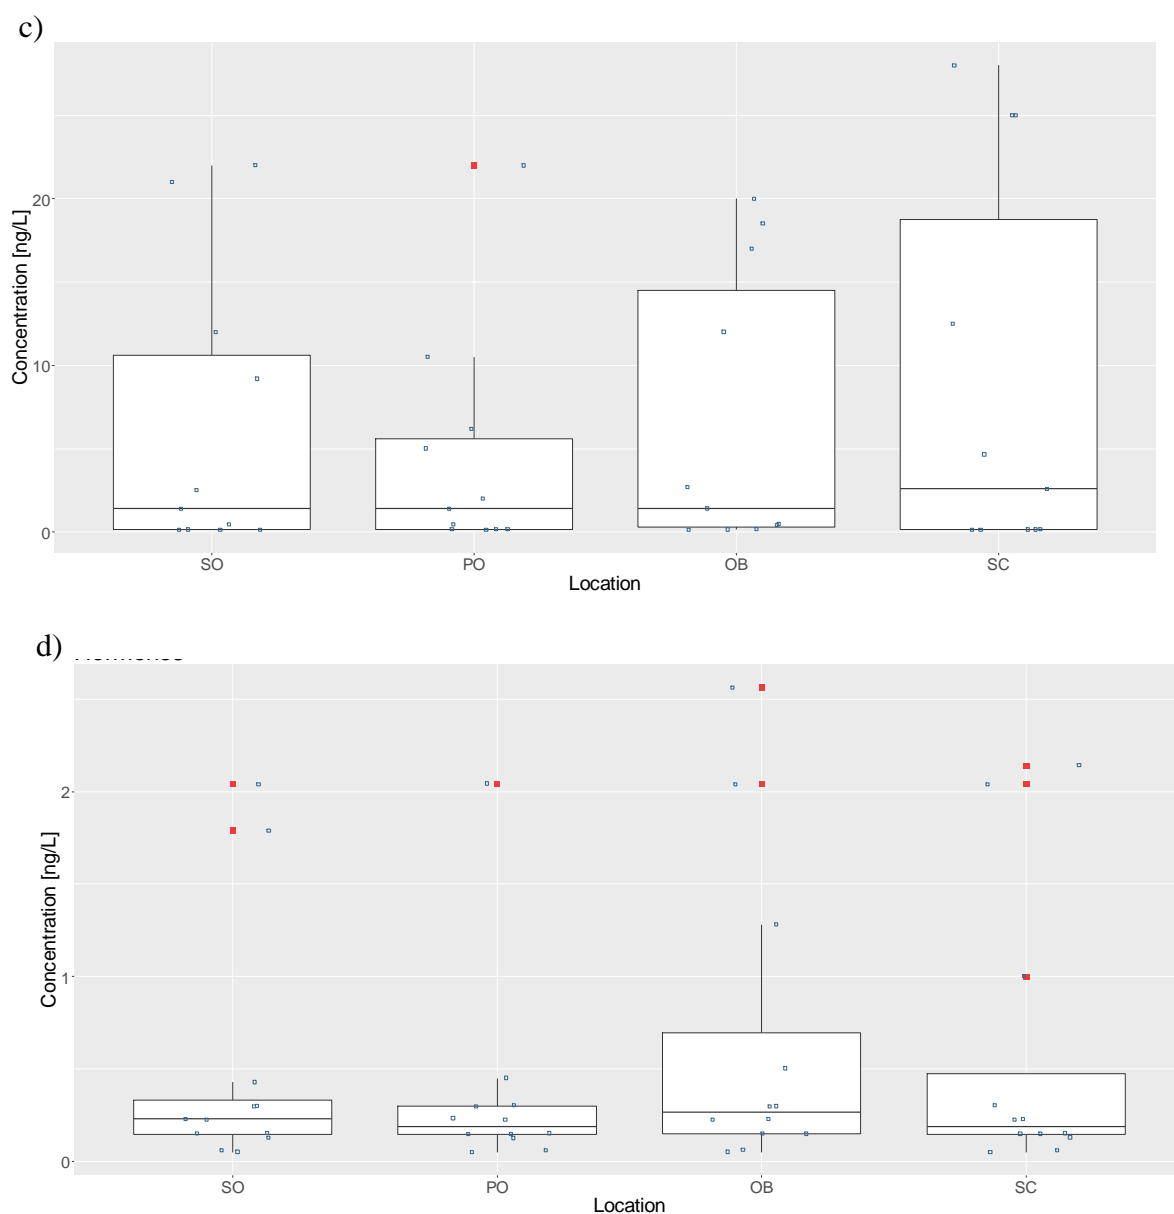 c)
Concentration [ng/L]
20
10
0
SO PO OB SC
Location
d)
Concentration [ng/L]
2
1
0
SO PO OB SC
Location